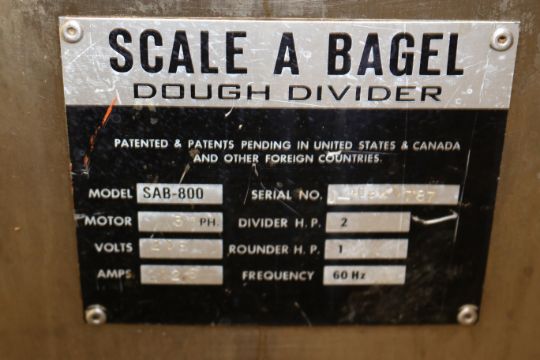 SCALE A BAGEL
DOUGH DIVIDER
PATENTED & PATENTS PENDING IN UNITED STATES & CANADA
AND OTHER FOREIGN COUNTRIES.
MODEL SAB-800 SERIAL NO.
MOTOR 3 PH. DIVIDER H.P. 2
VOLTS ROUNDER H.P. 1
AMPS. FREQUENCY 60 Hz